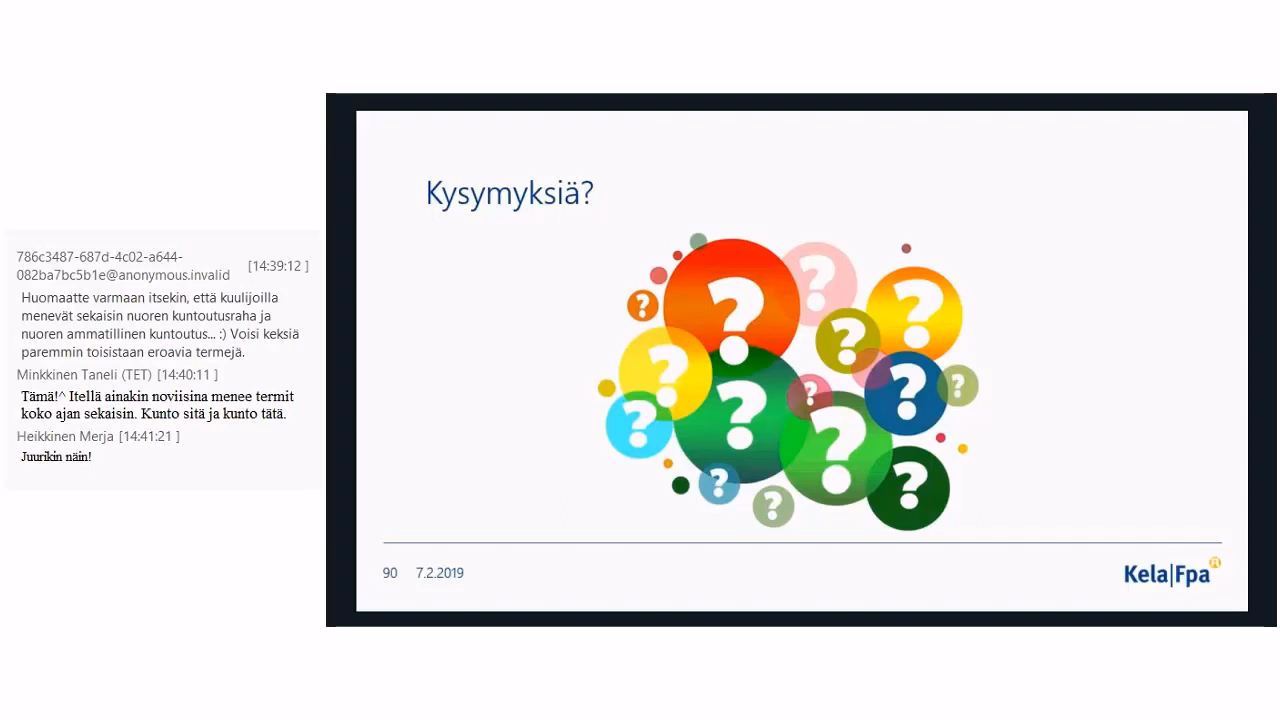 786c3487-687d-4c02-a644-
082ba7bc5b1e@anonymous.invalid [14:39:12 ]
Huomaatte varmaan itsekin, että kuulijoilla
menevät sekaisin nuoren kuntoutusraha ja
nuoren ammatillinen kuntoutus... :) Voisi keksiä
paremmin toisistaan eroavia termejä.
Minkkinen Taneli (TET) [14:40:11 ]
Tämä!^ Itellä ainakin noviisina menee termit
koko ajan sekaisin. Kunto sitä ja kunto tätä.
Heikkinen Merja [14:41:21 ]
Juurikin näin!
Kysymyksiä?
? ? ? ? ? ? ? ? ? ? ? ? ? ? ?
90 7.2.2019
Kela|Fpa